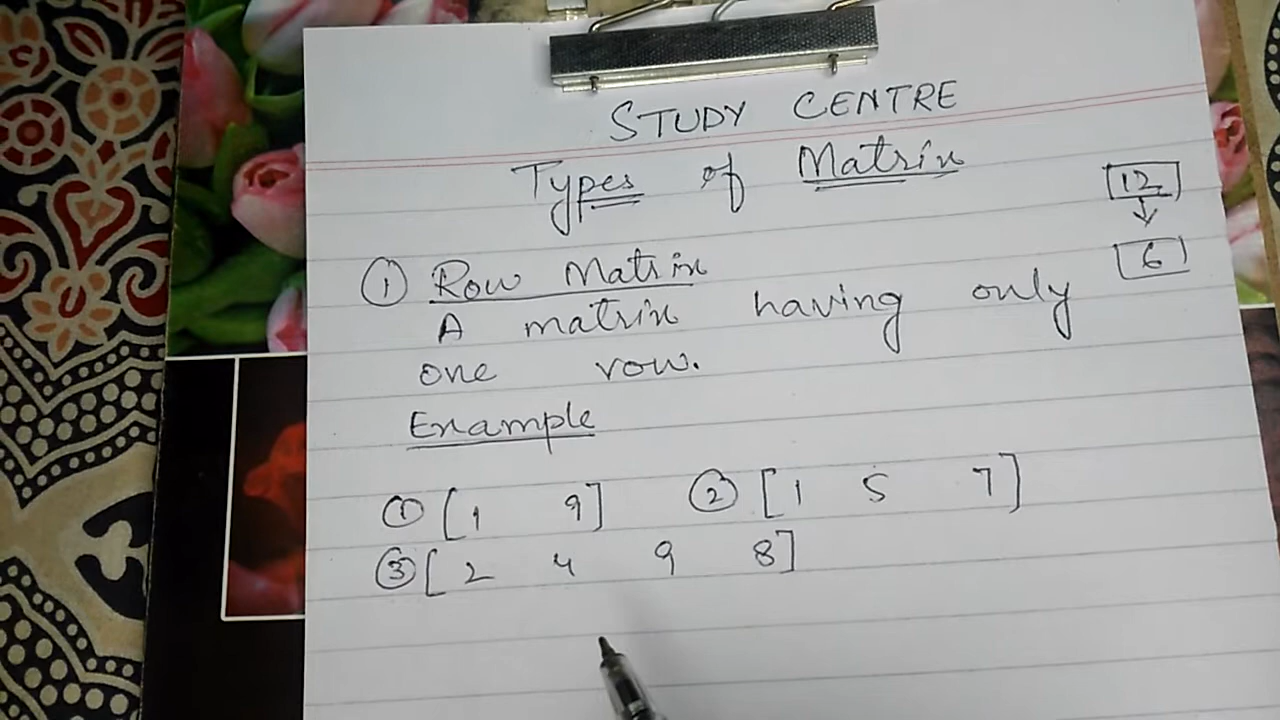 STUDY CENTRE
Types of Matrix
12
↓
6
① Row Matrix
A matrix having only
one row.
Example
① [1 9] ② [1 5 7]
③ [2 4 9 8]